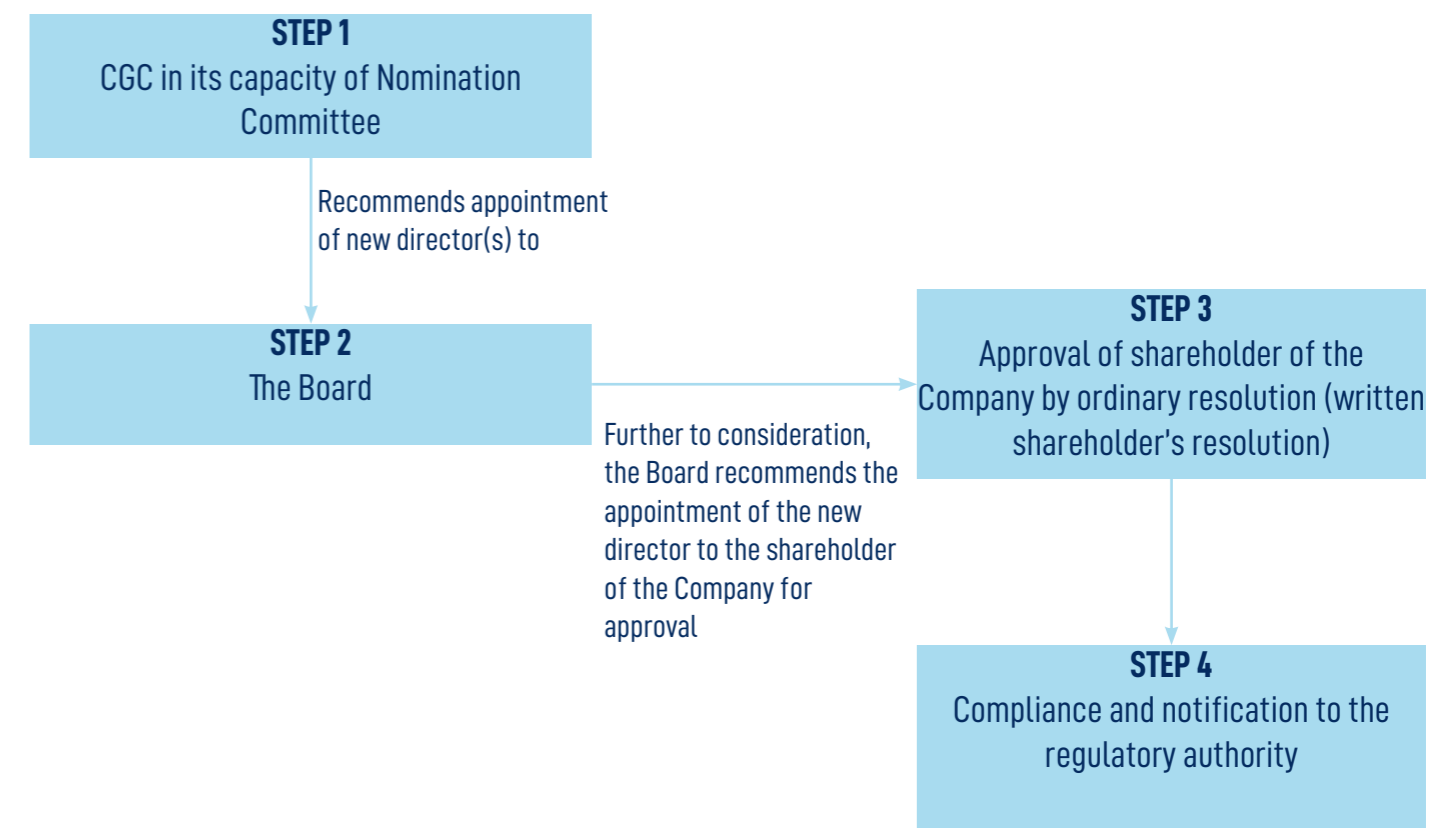 STEP 1
CGC in its capacity of Nomination
Committee
Recommends appointment
of new director(s) to
STEP 2
The Board
Further to consideration,
the Board recommends the
appointment of the new
director to the shareholder
of the Company for
approval
STEP 3
Approval of shareholder of the
Company by ordinary resolution (written
shareholder's resolution)
STEP 4
Compliance and notification to the
regulatory authority